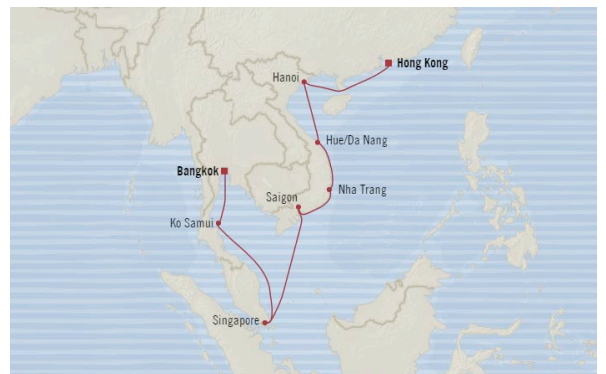 Hong Kong
Hanoi
Hue/Da Nang
Bangkok
Nha Trang
Saigon
Ko Samui
Singapore